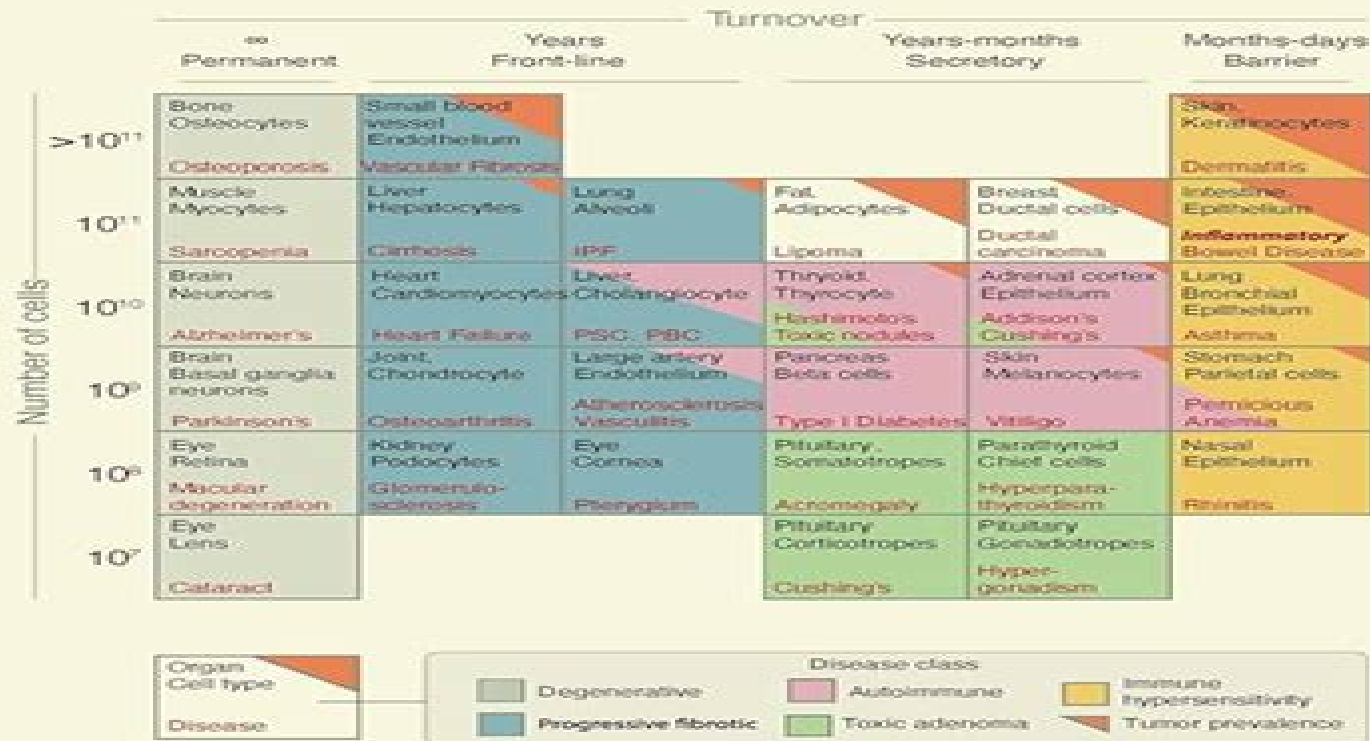 Turnover
∞
Permanent
Years
Front-line
Years-months
Secretory
Months-days
Barrier
Number of cells
>10¹¹
Bone
Osteocytes
Osteoporosis
Small blood
vessel
Endothelium
Vascular Fibrosis
Skin,
Keratinocytes
Dermatitis
10¹¹
Muscle
Myocytes
Sarcopenia
Liver
Hepatocytes
Cirrhosis
Lung
Alveoli
IPF
Fat,
Adipocytes
Lipoma
Breast
Ductal cells
Ductal
carcinoma
Intestine,
Epithelium
Inflammatory
Bowel Disease
10¹⁰
Brain
Neurons
Alzheimer's
Heart
Cardiomyocytes
Heart Failure
Liver
Cholangiocyte
PSC, PBC
Thryoid,
Thyrocyte
Hashimoto's
Toxic nodules
Adrenal cortex
Epithelium
Addison's
Cushing's
Lung
Bronchial
Epithelium
Asthma
10⁹
Brain
Basal ganglia
neurons
Parkinson's
Joint,
Chondrocyte
Osteoarthritis
Large artery
Endothelium
Atherosclerosis
Vasculitis
Pancreas
Beta cells
Type I Diabetes
Skin
Melanocytes
Vitiligo
Stomach
Parietal cells
Pernicious
Anemia
10⁸
Eye
Retina
Macular
degeneration
Kidney
Podocytes
Glomerulo-
sclerosis
Eye
Cornea
Pterygium
Pituitary,
Somatotropes
Acromegaly
Parathyroid
Chief cells
Hyperpara-
thyroidism
Nasal
Epithelium
Rhinitis
10⁷
Eye
Lens
Cataract
Pituitary
Corticotropes
Cushing's
Pituitary
Gonadotropes
Hyper-
gonadism
Organ
Cell type
Disease
Disease class
Degenerative
Autoimmune
Immune
hypersensitivity
Progressive fibrotic
Toxic adenoma
Tumor prevalence